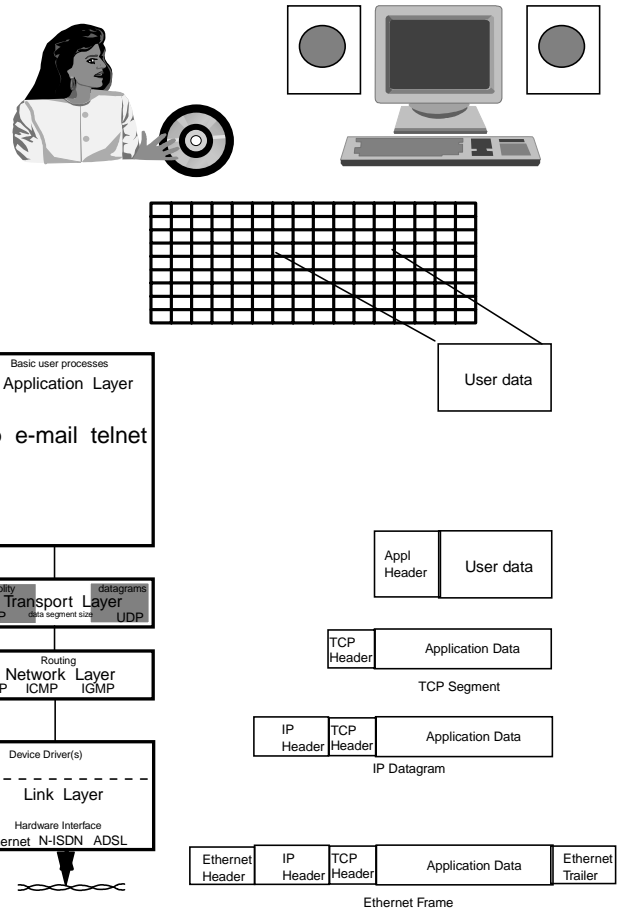 User data
Basic user processes
Application Layer
e-mail telnet
Appl
Header
User data
datagrams
Transport Layer
data segment size
UDP
TCP
Header
Application Data
TCP Segment
Routing
Network Layer
ICMP IGMP
IP
Header
TCP
Header
Application Data
IP Datagram
Device Driver(s)
Link Layer
Hardware Interface
N-ISDN ADSL
Ethernet
Header
IP
Header
TCP
Header
Application Data
Ethernet
Trailer
Ethernet Frame